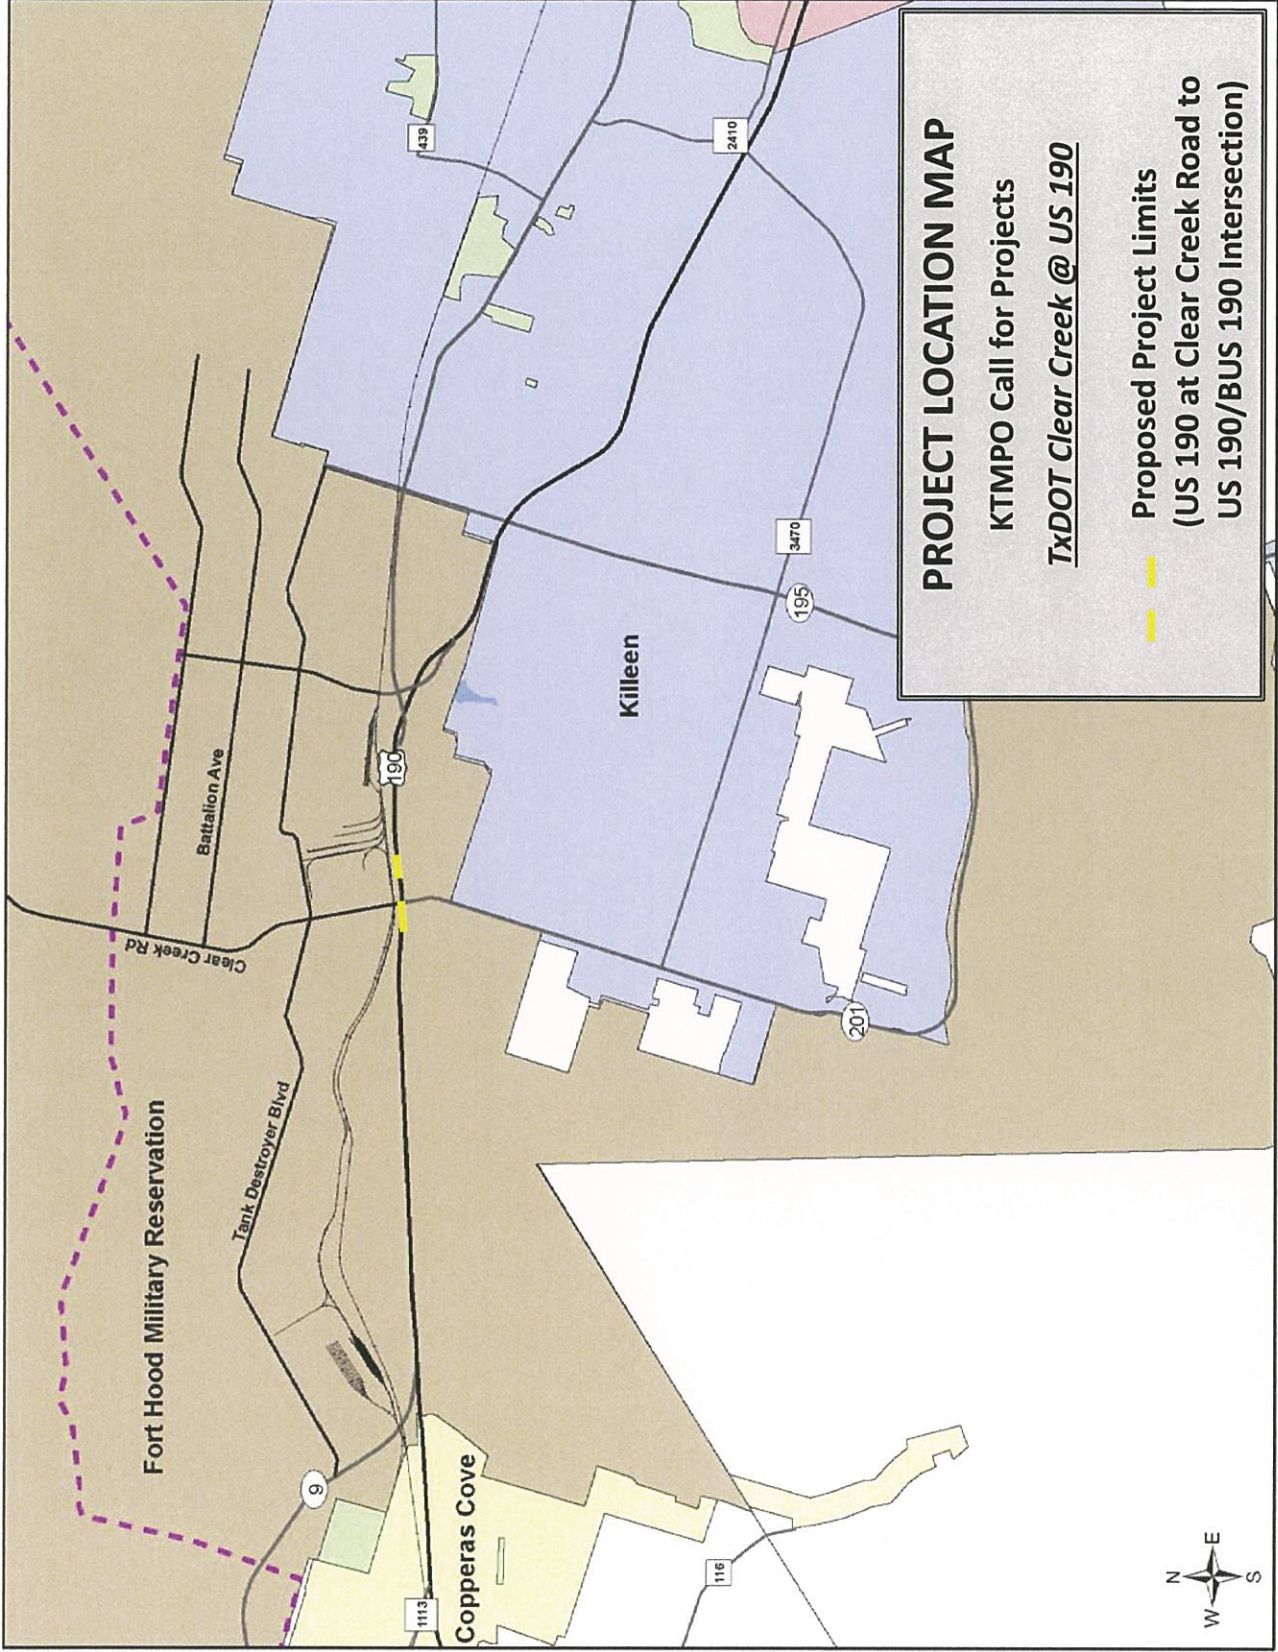 PROJECT LOCATION MAP
KTMPO Call for Projects
TxDOT Clear Creek @ US 190
Proposed Project Limits
(US 190 at Clear Creek Road to
US 190/BUS 190 Intersection)
Fort Hood Military Reservation
Clear Creek Rd
Battalion Ave
Tank Destroyer Blvd
Copperas Cove
Killeen
9
1113
116
190
201
195
3470
439
2410
N
W
E
S